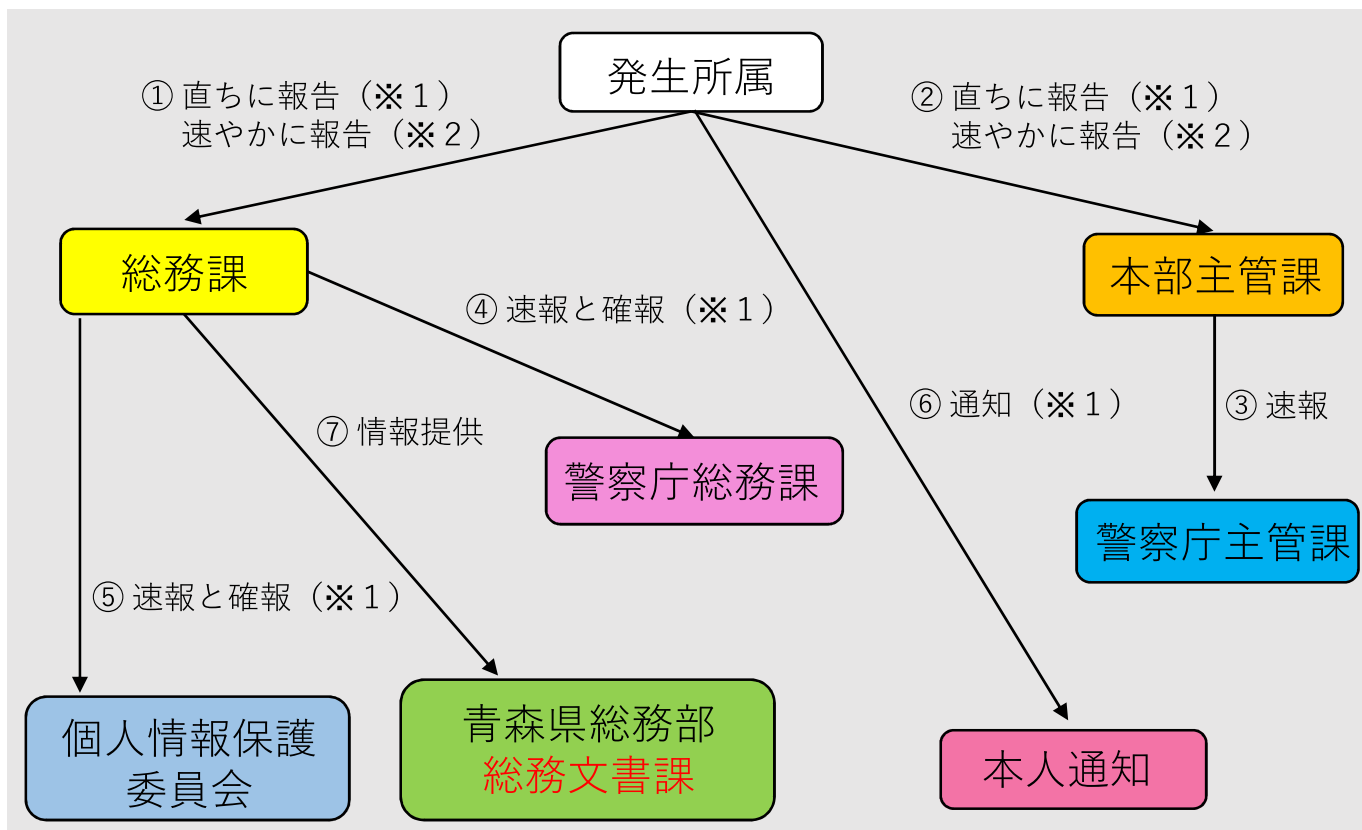 発生所属
① 直ちに報告（※１）
速やかに報告（※２）
② 直ちに報告（※１）
速やかに報告（※２）
総務課
本部主管課
④ 速報と確報（※１）
⑥ 通知（※１）
③ 速報
⑦ 情報提供
警察庁総務課
警察庁主管課
⑤ 速報と確報（※１）
個人情報保護
委員会
青森県総務部
総務文書課
本人通知